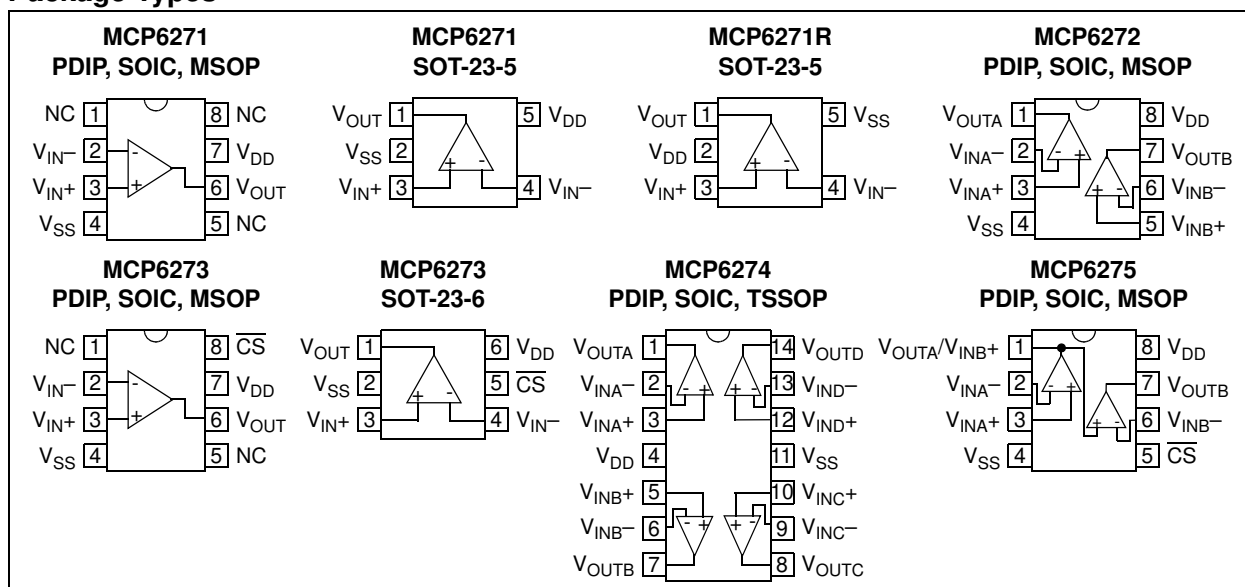 Package Types
MCP6271
PDIP, SOIC, MSOP
NC 1
8 NC
VIN– 2
7 VDD
VIN+ 3
6 VOUT
VSS 4
5 NC
-
+
MCP6271
SOT-23-5
VOUT 1
5 VDD
VSS 2
VIN+ 3
4 VIN–
+ -
MCP6271R
SOT-23-5
VOUT 1
5 VSS
VDD 2
VIN+ 3
4 VIN–
+ -
MCP6272
PDIP, SOIC, MSOP
VOUTA 1
8 VDD
VINA– 2
7 VOUTB
VINA+ 3
6 VINB–
VSS 4
5 VINB+
- +
+ -
MCP6273
PDIP, SOIC, MSOP
NC 1
8 CS
VIN– 2
7 VDD
VIN+ 3
6 VOUT
VSS 4
5 NC
-
+
MCP6273
SOT-23-6
VOUT 1
6 VDD
VSS 2
5 CS
VIN+ 3
4 VIN–
+ -
MCP6274
PDIP, SOIC, TSSOP
VOUTA 1
14 VOUTD
VINA– 2
13 VIND–
VINA+ 3
12 VIND+
VDD 4
11 VSS
VINB+ 5
10 VINC+
VINB– 6
9 VINC–
VOUTB 7
8 VOUTC
- +
+ -
- +
+ -
MCP6275
PDIP, SOIC, MSOP
VOUTA/VINB+ 1
8 VDD
VINA– 2
7 VOUTB
VINA+ 3
6 VINB–
VSS 4
5 CS
- +
+ -